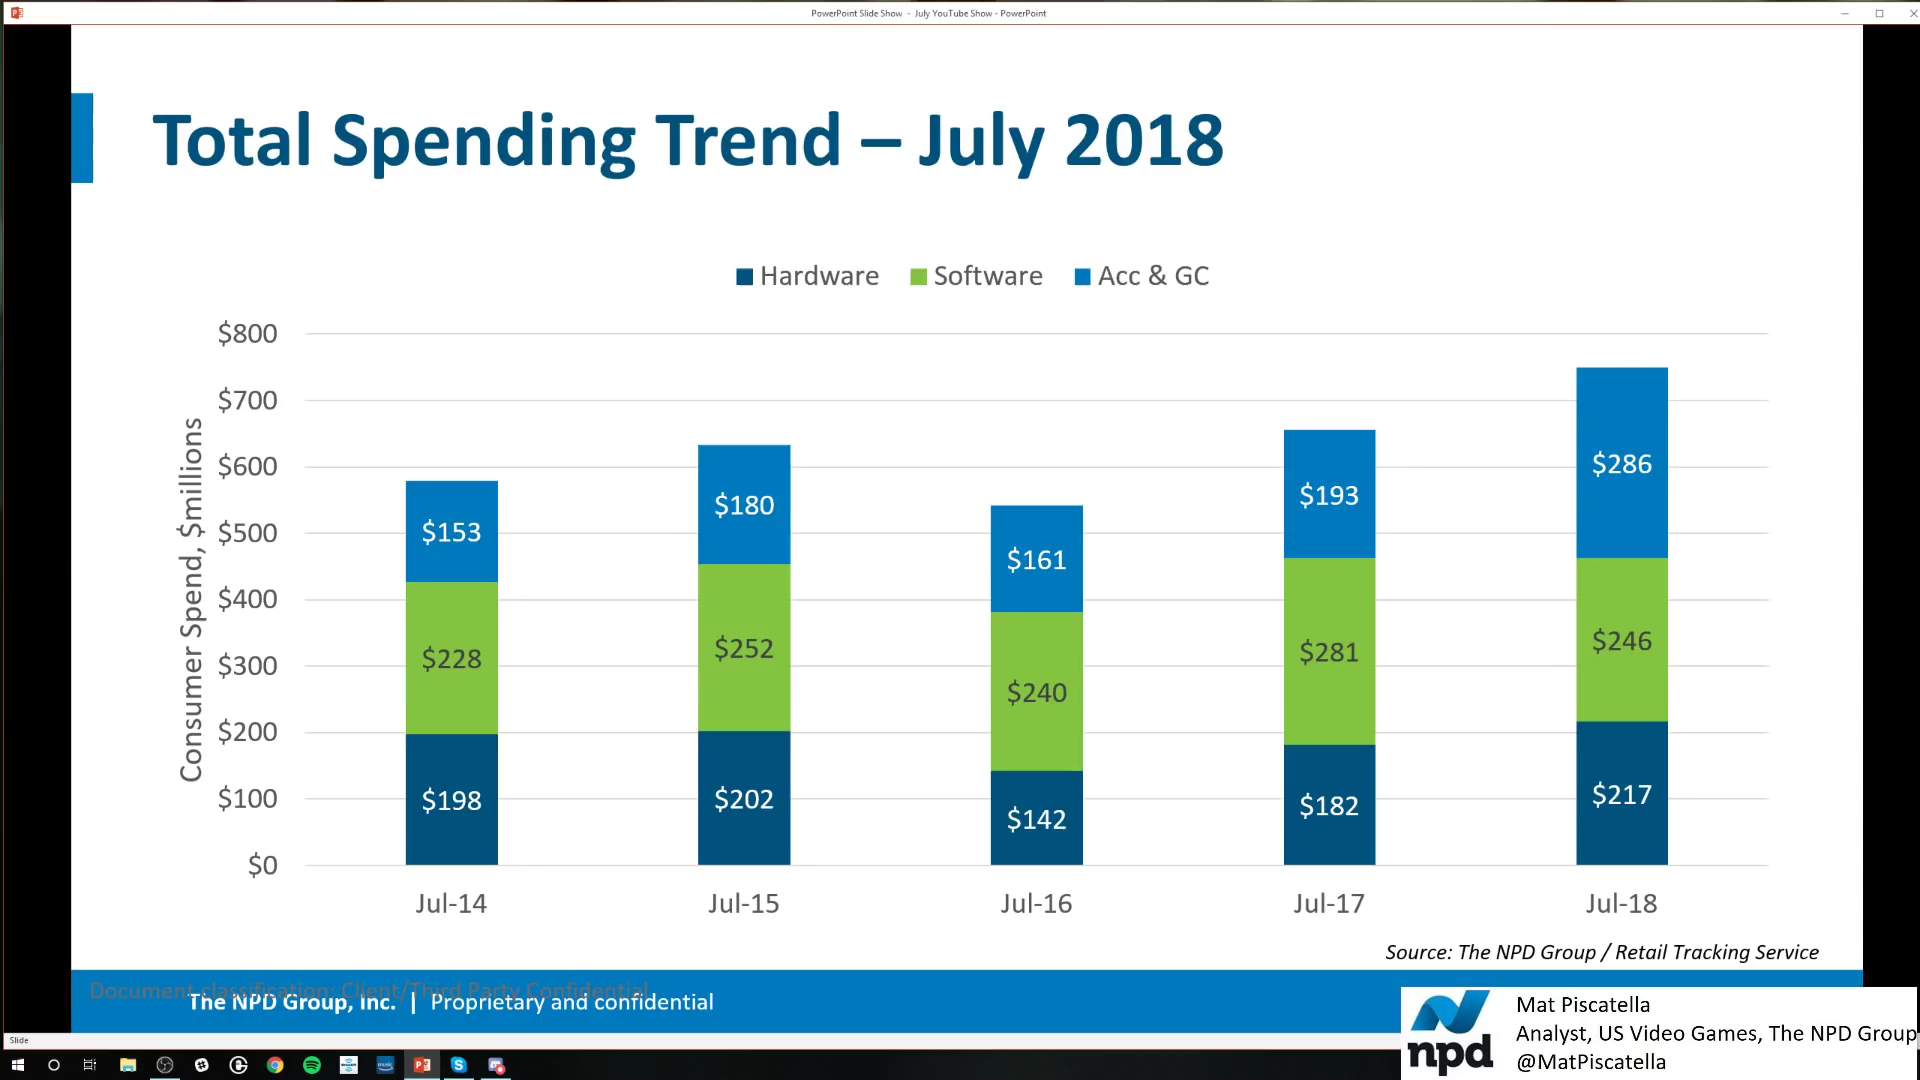 PowerPoint Slide Show - July YouTube Show - PowerPoint
Total Spending Trend – July 2018
Hardware Software Acc & GC
Consumer Spend, $millions
$800
$700
$600
$500
$400
$300
$200
$100
$0
$153
$228
$198
$180
$252
$202
$161
$240
$142
$193
$281
$182
$286
$246
$217
Jul-14 Jul-15 Jul-16 Jul-17 Jul-18
Source: The NPD Group / Retail Tracking Service
Document classification: Client/Third Party Confidential
The NPD Group, Inc. | Proprietary and confidential
npd
Mat Piscatella
Analyst, US Video Games, The NPD Group
@MatPiscatella
Slide